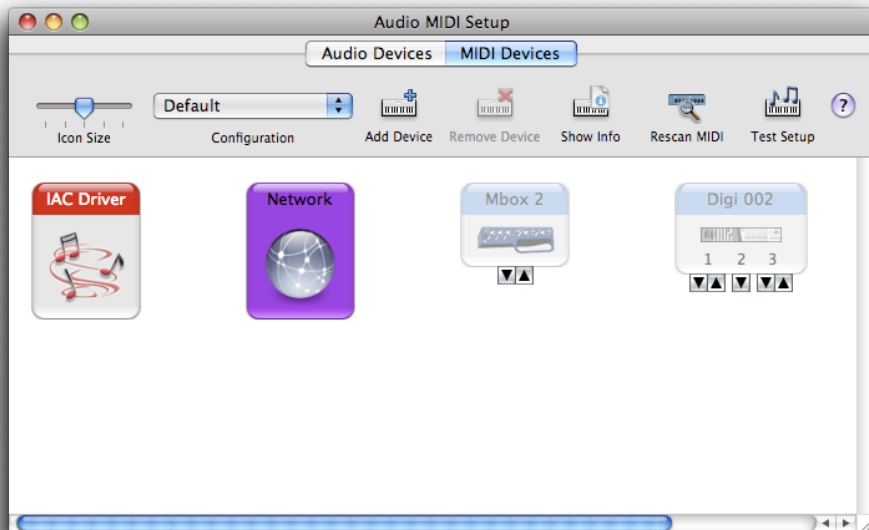 Audio MIDI Setup
Audio Devices MIDI Devices
Default
Icon Size Configuration Add Device Remove Device Show Info Rescan MIDI Test Setup ?
IAC Driver Network Mbox 2 Digi 002
1 2 3